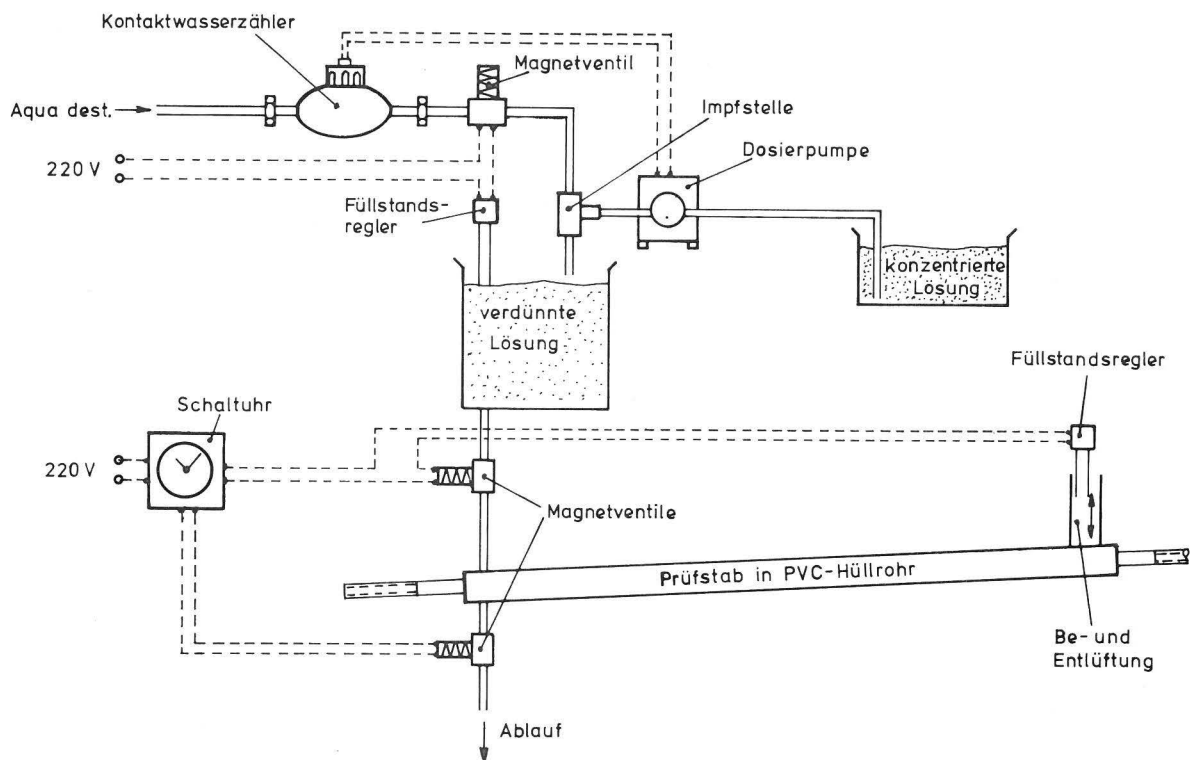 Kontaktwasserzähler
Magnetventil
Aqua dest.
Impfstelle
Dosierpumpe
220 V
Füllstands-
regler
konzentrierte
Lösung
verdünnte
Lösung
Füllstandsregler
Schaltuhr
220 V
Magnetventile
Prüfstab in PVC-Hüllrohr
Be- und
Entlüftung
Ablauf